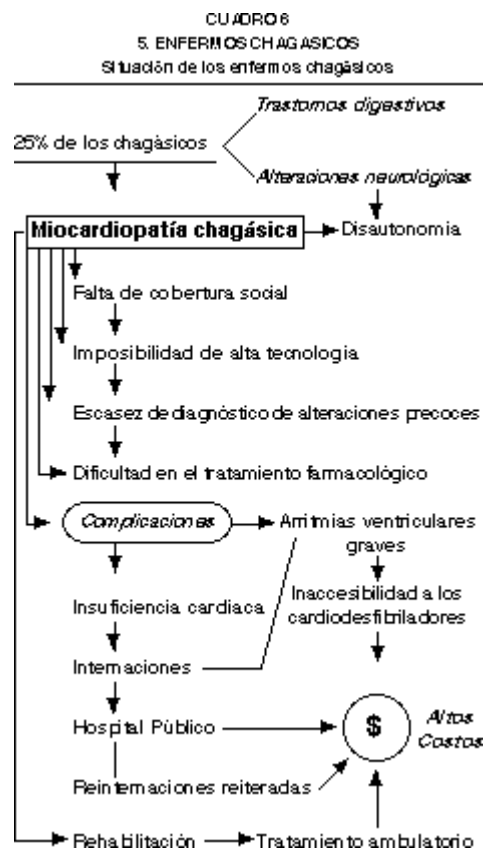 CUADRO 6
5. ENFERMOS CHAGASICOS
Situación de los enfermos chagásicos
Trastornos digestivos
25% de los chagásicos
Alteraciones neurológicas
Miocardiopatía chagásica
Disautonomia
Falta de cobertura social
Imposibilidad de alta tecnologia
Escasez de diagnóstico de alteraciones precoces
Dificultad en el tratamiento farmacológico
Complicaciones
Arritmias ventriculares
graves
Inaccesibilidad a los
cardiodesfibriladores
Insuficiencia cardiaca
Internaciones
Hospital Público
$
Altos
Costos
Reinternaciones reiteradas
Rehabilitación
Tratamiento ambulatorio